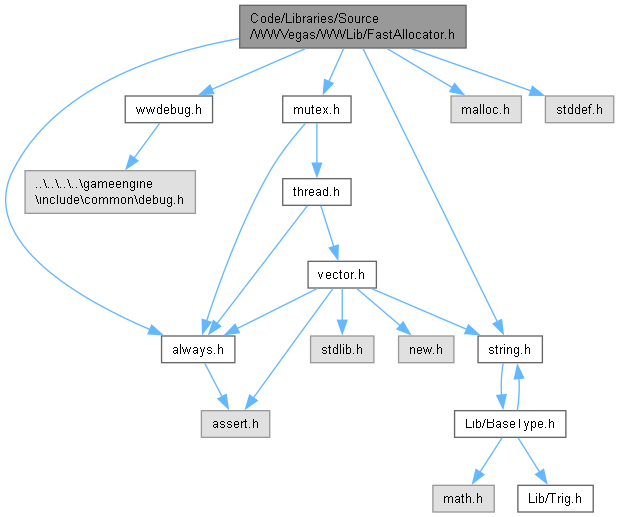 Code/Libraries/Source
/WWVegas/WWLib/FastAllocator.h
wwdebug.h
mutex.h
malloc.h
stddef.h
..\..\..\..\gameengine
\include\common\debug.h
thread.h
vector.h
always.h
stdlib.h
new.h
string.h
assert.h
Lib/BaseType.h
math.h
Lib/Trig.h